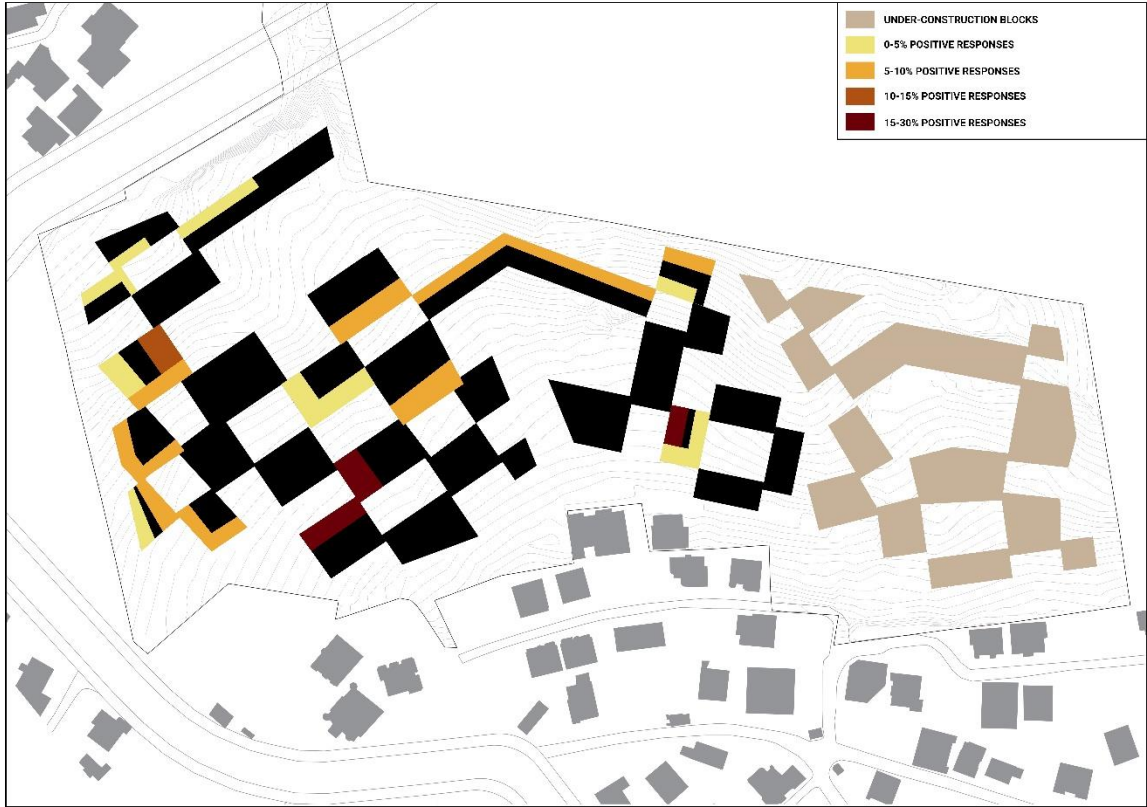 UNDER-CONSTRUCTION BLOCKS
0-5% POSITIVE RESPONSES
5-10% POSITIVE RESPONSES
10-15% POSITIVE RESPONSES
15-30% POSITIVE RESPONSES